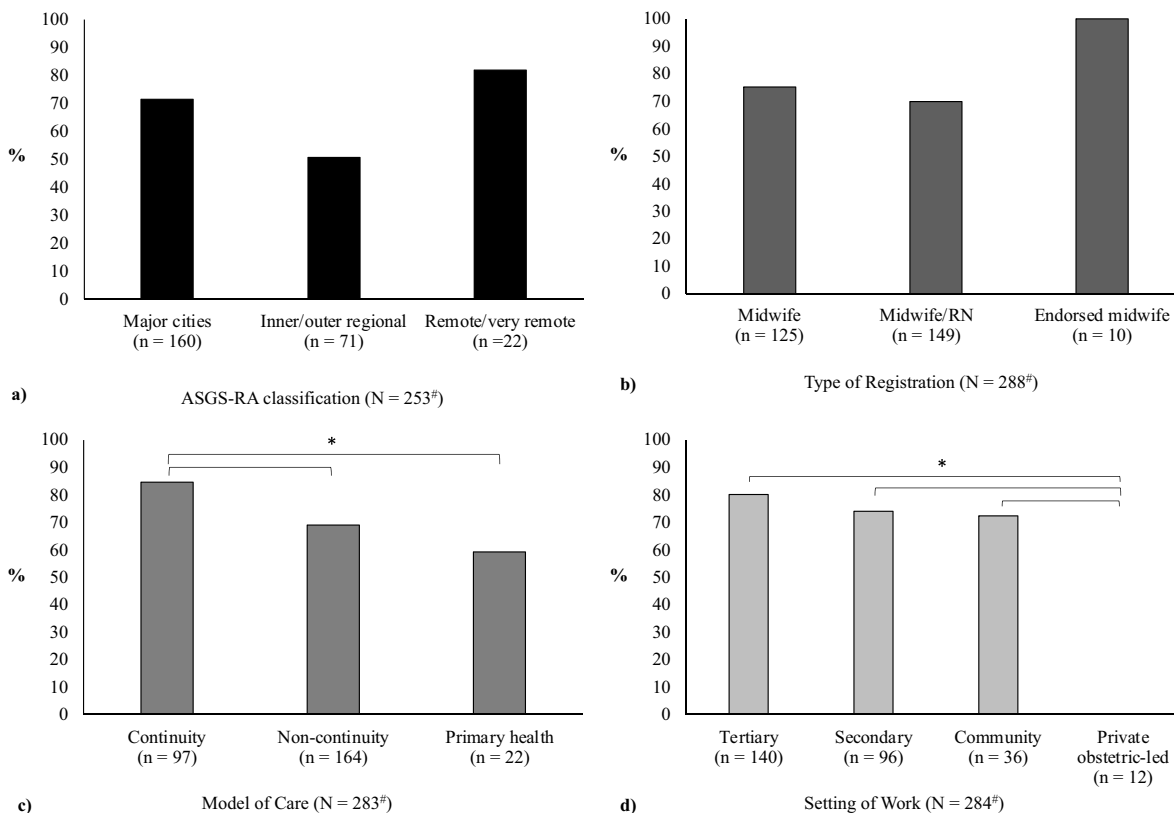 100
90
80
70
60
50
40
30
20
10
0
%
Major cities
(n = 160)
Inner/outer regional
(n = 71)
Remote/very remote
(n =22)
a)
ASGS-RA classification (N = 253#)
100
90
80
70
60
50
40
30
20
10
0
%
Midwife
(n = 125)
Midwife/RN
(n = 149)
Endorsed midwife
(n = 10)
b)
Type of Registration (N = 288#)
100
90
80
70
60
50
40
30
20
10
0
%
*
Continuity
(n = 97)
Non-continuity
(n = 164)
Primary health
(n = 22)
c)
Model of Care (N = 283#)
100
90
80
70
60
50
40
30
20
10
0
%
*
Tertiary
(n = 140)
Secondary
(n = 96)
Community
(n = 36)
Private
obstetric-led
(n = 12)
d)
Setting of Work (N = 284#)